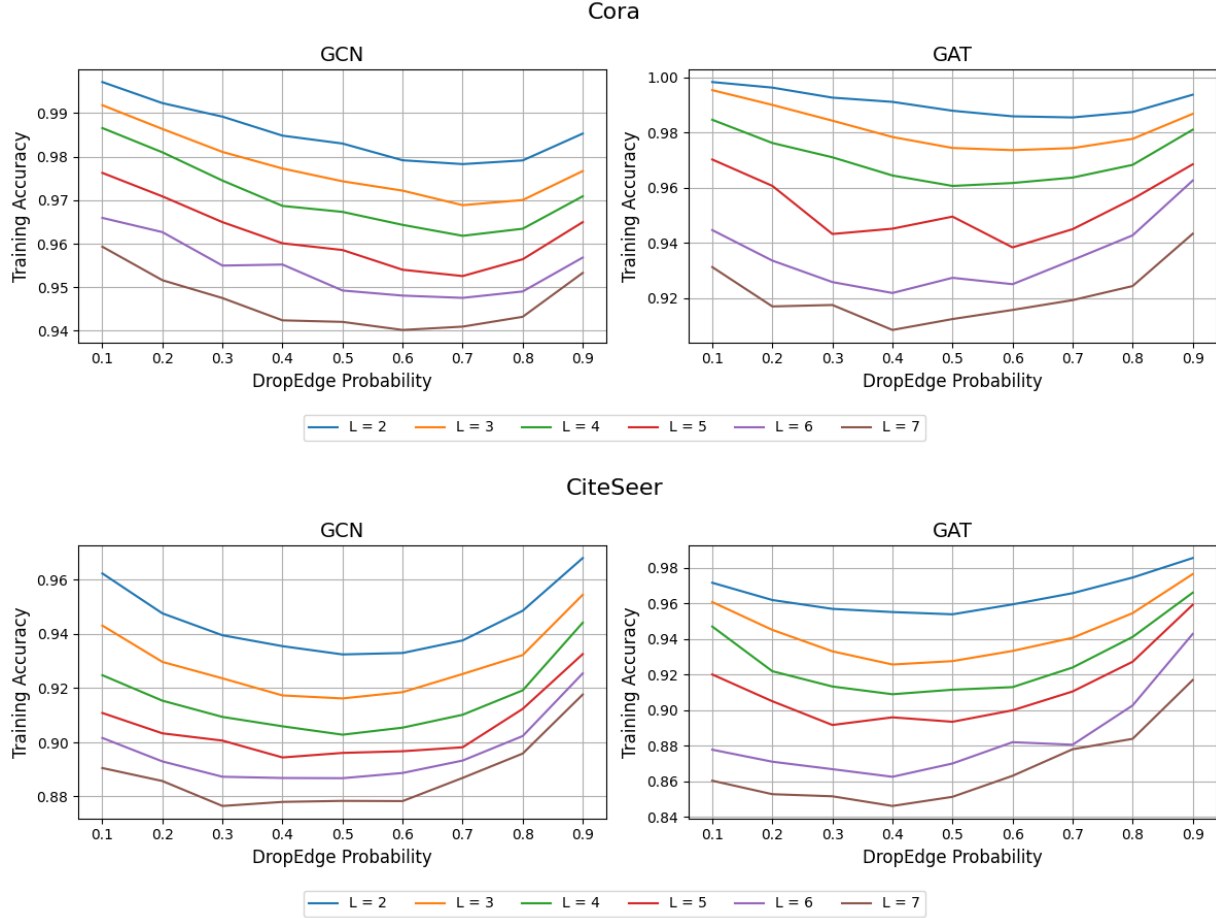 Cora
GCN
GAT
Training Accuracy
0.99
0.98
0.97
0.96
0.95
0.94
0.1 0.2 0.3 0.4 0.5 0.6 0.7 0.8 0.9
DropEdge Probability
Training Accuracy
1.00
0.98
0.96
0.94
0.92
0.1 0.2 0.3 0.4 0.5 0.6 0.7 0.8 0.9
DropEdge Probability
L = 2 L = 3 L = 4 L = 5 L = 6 L = 7
CiteSeer
GCN
GAT
Training Accuracy
0.96
0.94
0.92
0.90
0.88
0.1 0.2 0.3 0.4 0.5 0.6 0.7 0.8 0.9
DropEdge Probability
Training Accuracy
0.98
0.96
0.94
0.92
0.90
0.88
0.86
0.84
0.1 0.2 0.3 0.4 0.5 0.6 0.7 0.8 0.9
DropEdge Probability
L = 2 L = 3 L = 4 L = 5 L = 6 L = 7